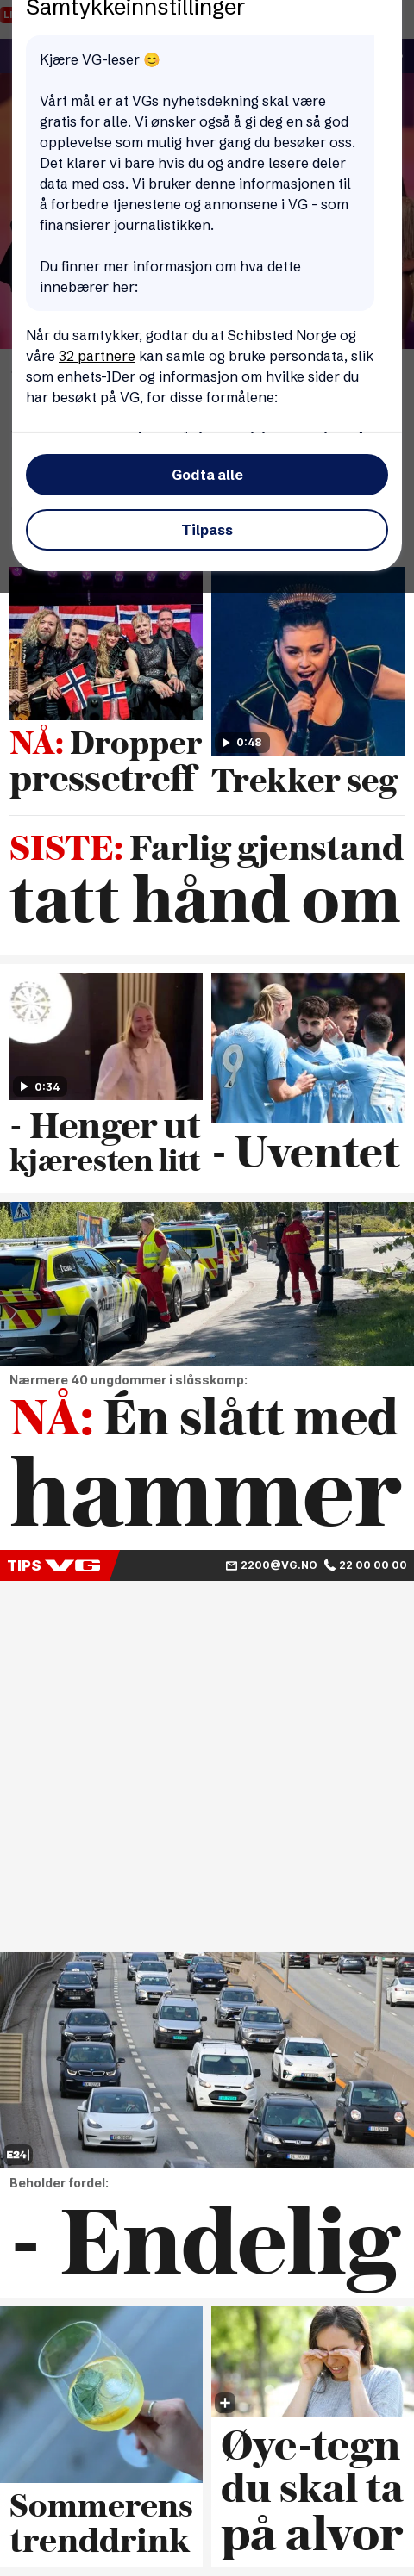 Samtykkeinnstillinger
Kjære VG-leser 😊
Vårt mål er at VGs nyhetsdekning skal være
gratis for alle. Vi ønsker også å gi deg en så god
opplevelse som mulig hver gang du besøker oss.
Det klarer vi bare hvis du og andre lesere deler
data med oss. Vi bruker denne informasjonen til
å forbedre tjenestene og annonsene i VG - som
finansierer journalistikken.
Du finner mer informasjon om hva dette
innebærer her:
Når du samtykker, godtar du at Schibsted Norge og
våre 32 partnere kan samle og bruke persondata, slik
som enhets-IDer og informasjon om hvilke sider du
har besøkt på VG, for disse formålene:
Godta alle
Tilpass
NÅ: Dropper
pressetreff
0:48
Trekker seg
SISTE: Farlig gjenstand
tatt hånd om
0:34
- Henger ut
kjæresten litt
9
- Uventet
Nærmere 40 ungdommer i slåsskamp:
NÅ: Én slått med
hammer
TIPS VG
2200@VG.NO 22 00 00 00
E24
Beholder fordel:
- Endelig
Sommerens
trenddrink
Øye-tegn
du skal ta
på alvor